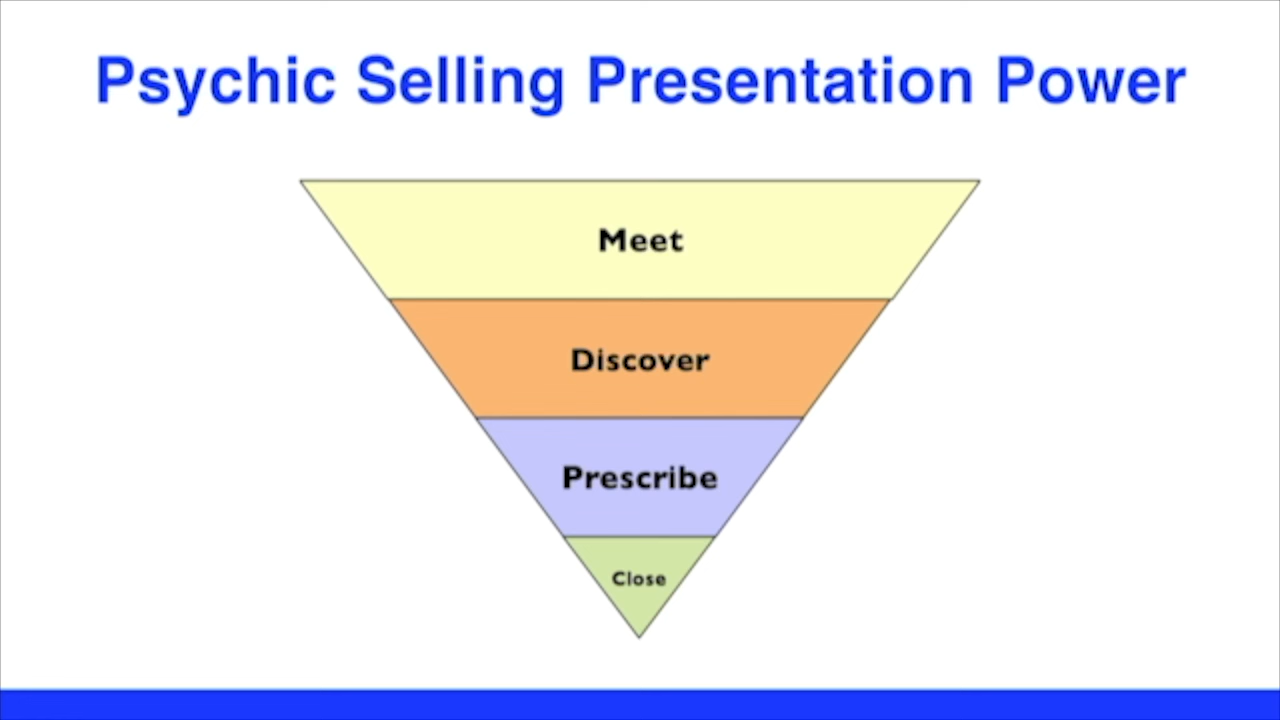 Psychic Selling Presentation Power
Meet
Discover
Prescribe
Close